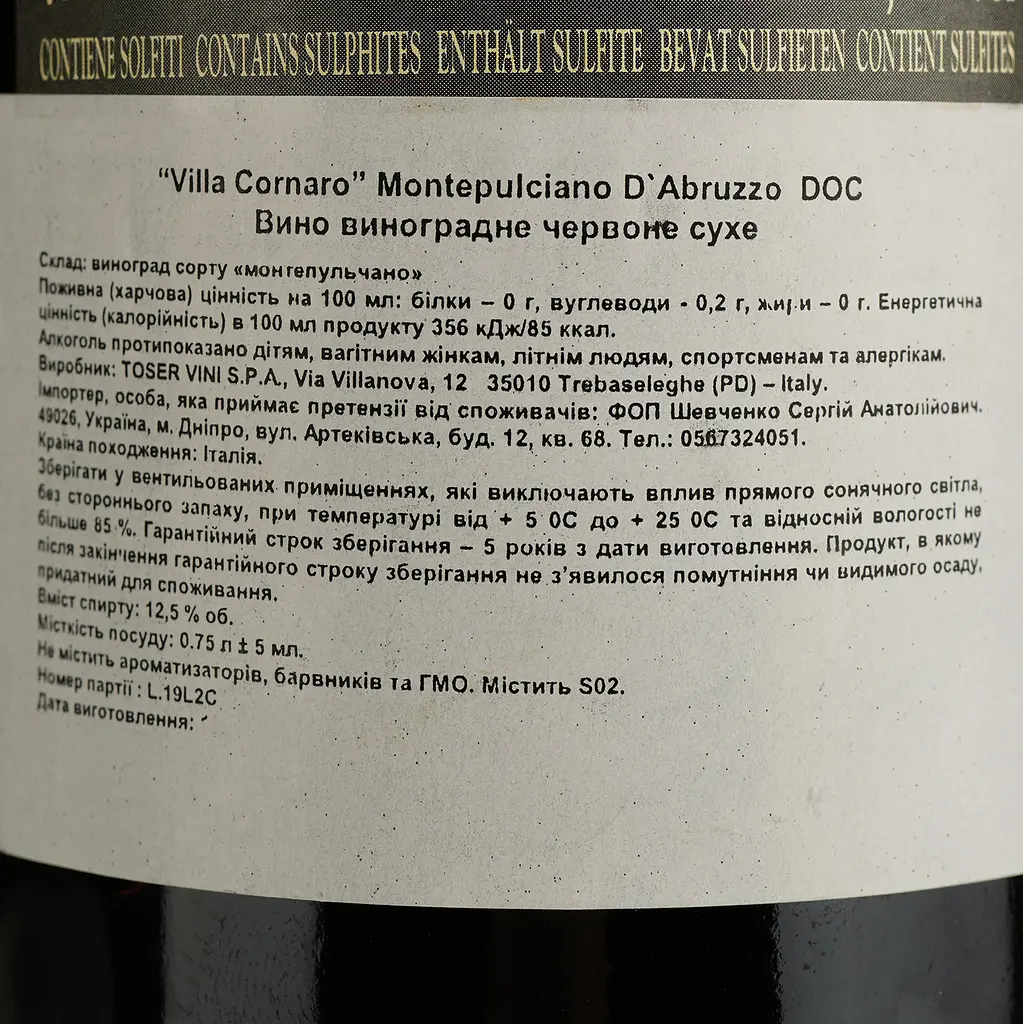 CONTIENE SOLFITI CONTAINS SULPHITES ENTHÄLT SULFITE BEVAT SULFIETEN CONTIENT SULFITES
“Villa Cornaro” Montepulciano D`Abruzzo DOC
Вино виноградне червоне сухе
Склад: виноград сорту «монтепульчано»
Поживна (харчова) цінність на 100 мл: білки – 0 г, вуглеводи - 0,2 г, жири – 0 г. Енергетична
цінність (калорійність) в 100 мл продукту 356 кДж/85 ккал.
Алкоголь протипоказано дітям, вагітним жінкам, літнім людям, спортсменам та алергікам.
Виробник: TOSER VINI S.P.A., Via Villanova, 12 35010 Trebaseleghe (PD) – Italy.
Імпортер, особа, яка приймає претензії від споживачів: ФОП Шевченко Сергій Анатолійович.
49026, Україна, м. Дніпро, вул. Артеківська, буд. 12, кв. 68. Тел.: 0567324051.
Країна походження: Італія.
Зберігати у вентильованих приміщеннях, які виключають вплив прямого сонячного світла,
без стороннього запаху, при температурі від + 5 0С до + 25 0С та відносній вологості не
більше 85 %. Гарантійний строк зберігання – 5 років з дати виготовлення. Продукт, в якому
після закінчення гарантійного строку зберігання не з’явилося помутніння чи видимого осаду,
придатний для споживання.
Вміст спирту: 12,5 % об.
Місткість посуду: 0.75 л ± 5 мл.
Не містить ароматизаторів, барвників та ГМО. Містить S02.
Номер партії : L.19L2C
Дата виготовлення: